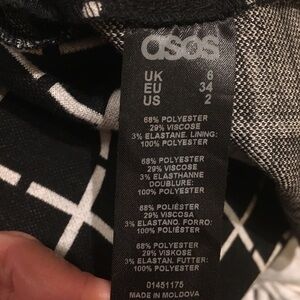 asos
UK 6
EU 34
US 2
68% POLYESTER
29% VISCOSE
3% ELASTANE. LINING:
100% POLYESTER
68% POLYESTER
29% VISCOSE
3% ELASTHANNE
DOUBLURE:
100% POLYESTER
68% POLIÉSTER
29% VISCOSA
3% ELASTANO. FORRO:
100% POLIÉSTER
68% POLYESTER
29% VISKOSE
3% ELASTAN. FUTTER:
100% POLYESTER
01451175
MADE IN MOLDOVA